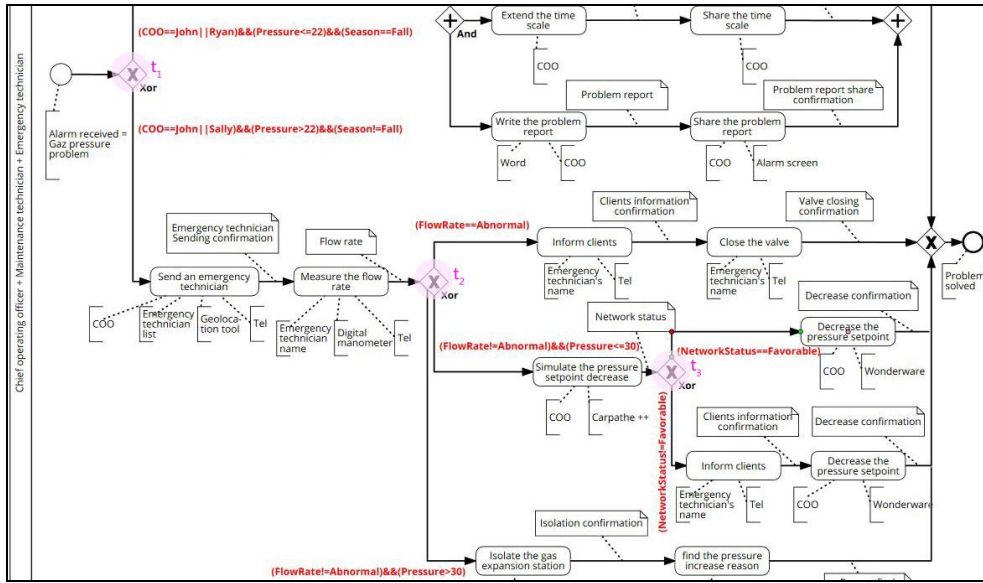 Chief operating officer + Maintenance technician + Emergency technician
Alarm received =
Gaz pressure
problem
t1
Xor
(COO==John||Ryan)&&(Pressure<=22)&&(Season==Fall)
(COO==John||Sally)&&(Pressure>22)&&(Season!=Fall)
And
Extend the time
scale
COO
Share the time
scale
COO
Problem report
Problem report share
confirmation
Write the problem
report
Word
COO
Share the problem
report
COO
Alarm screen
Emergency technician
Sending confirmation
Flow rate
Send an emergency
technician
COO
Emergency
technician
list
Geoloca-
tion tool
Tel
Measure the flow
rate
Emergency
technician
name
Digital
manometer
Tel
t2
Xor
(FlowRate==Abnormal)
Clients information
confirmation
Valve closing
confirmation
Inform clients
Emergency
technician's
name
Tel
Close the valve
Emergency
technician's
name
Tel
Problem
solved
(FlowRate!=Abnormal)&&(Pressure<=30)
Network status
Simulate the pressure
setpoint decrease
COO
Carpathe ++
t3
Xor
(NetworkStatus==Favorable)
Decrease confirmation
Decrease the
pressure setpoint
COO
Wonderware
(NetworkStatus!=Favorable)
Clients information
confirmation
Decrease confirmation
Inform clients
Emergency
technician's
name
Tel
Decrease the
pressure setpoint
COO
Wonderware
(FlowRate!=Abnormal)&&(Pressure>30)
Isolation confirmation
Isolate the gas
expansion station
find the pressure
increase reason